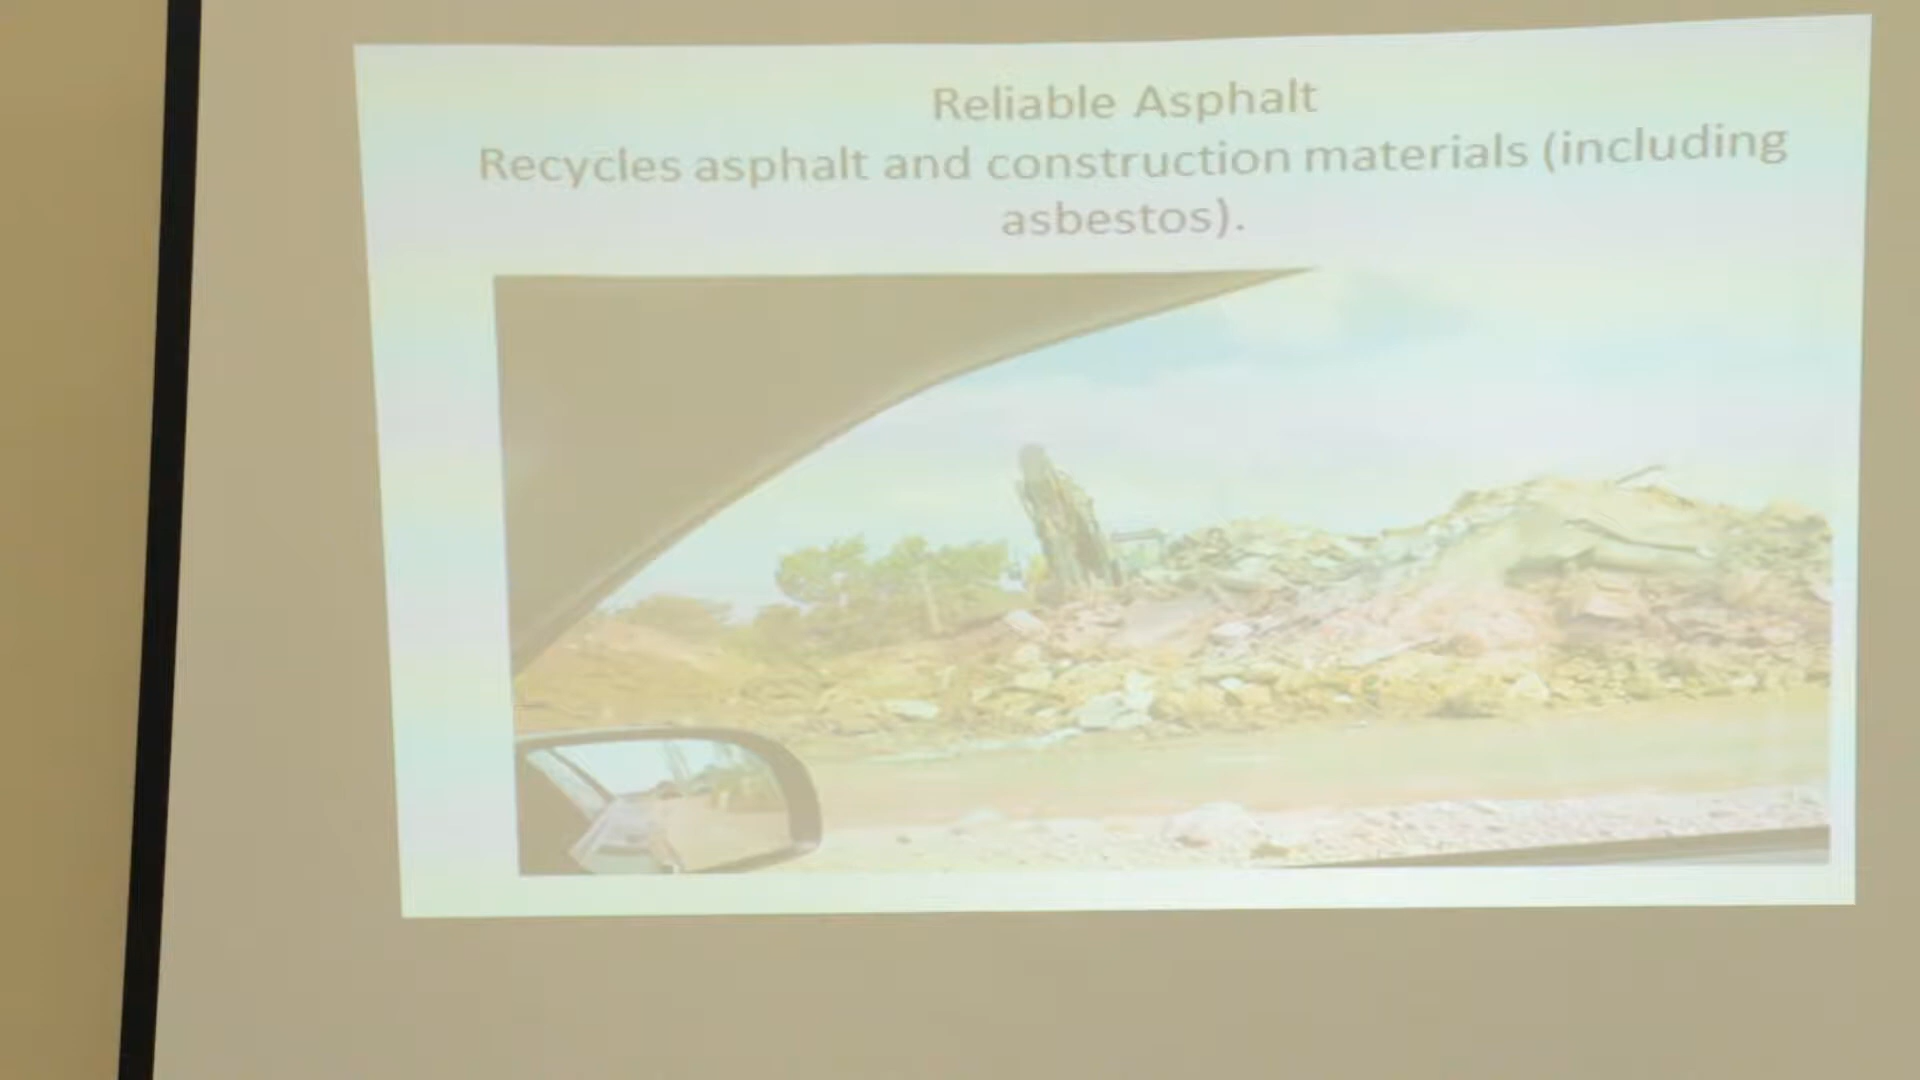 Reliable Asphalt
Recycles asphalt and construction materials (including
asbestos).